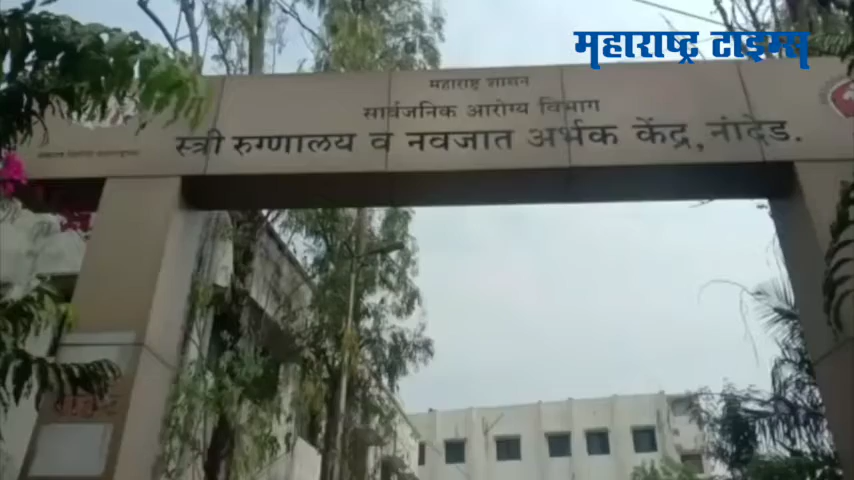 महाराष्ट्र टाइम्स
महाराष्ट्र शासन
सार्वजनिक आरोग्य विभाग
स्त्री रुग्णालय व नवजात अर्भक केंद्र, नांदेड.